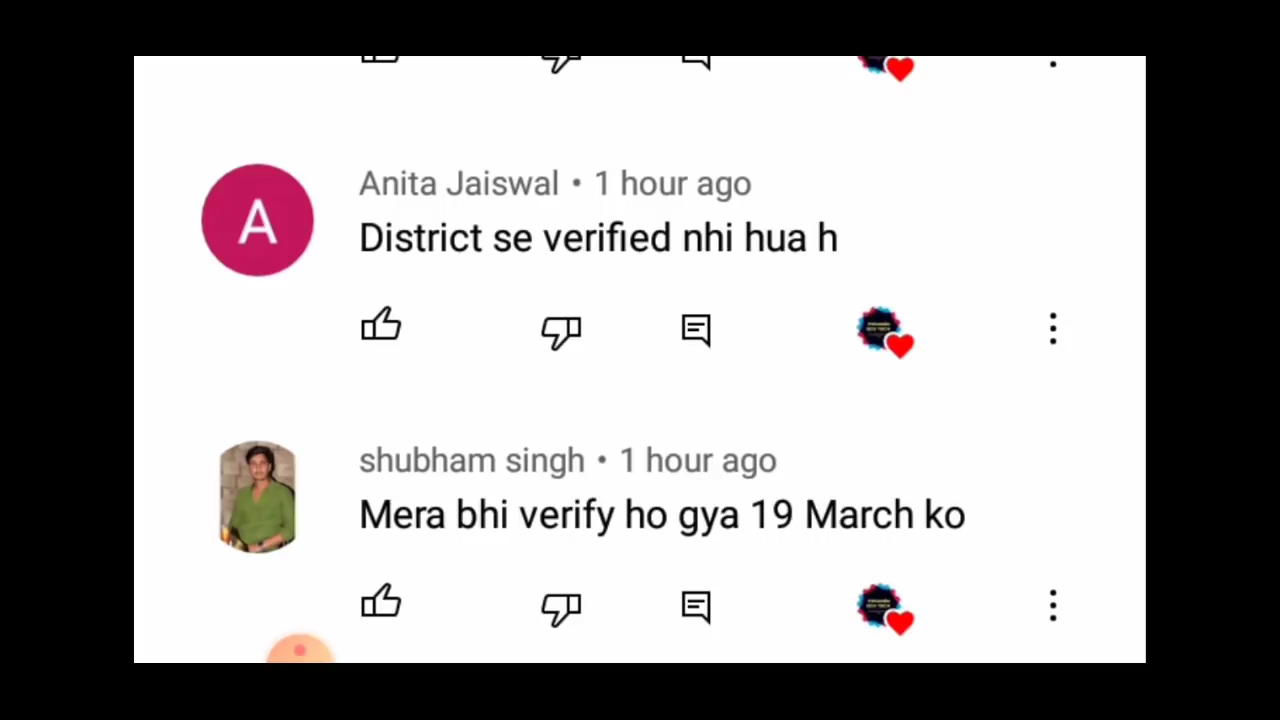 Anita Jaiswal • 1 hour ago
A
District se verified nhi hua h
shubham singh • 1 hour ago
Mera bhi verify ho gya 19 March ko